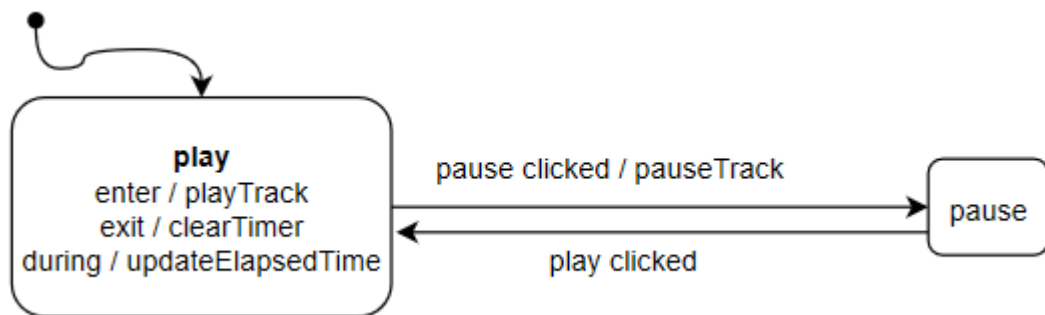 play
enter / playTrack
exit / clearTimer
during / updateElapsedTime
pause clicked / pauseTrack
play clicked
pause